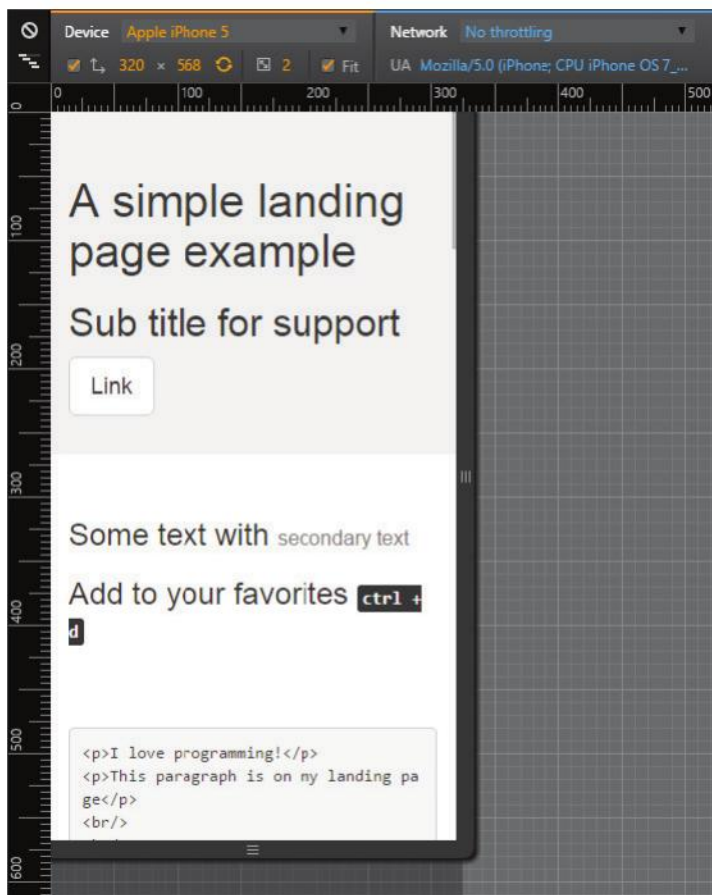 Device Apple iPhone 5 Network No throttling
320 × 568 2 Fit UA Mozilla/5.0 (iPhone; CPU iPhone OS 7_...
0 100 200 300 400 500
0
100
200
300
400
500
600
A simple landing
page example
Sub title for support
Link
Some text with secondary text
Add to your favorites ctrl +
d
<p>I love programming!</p>
<p>This paragraph is on my landing pa
ge</p>
<br/>